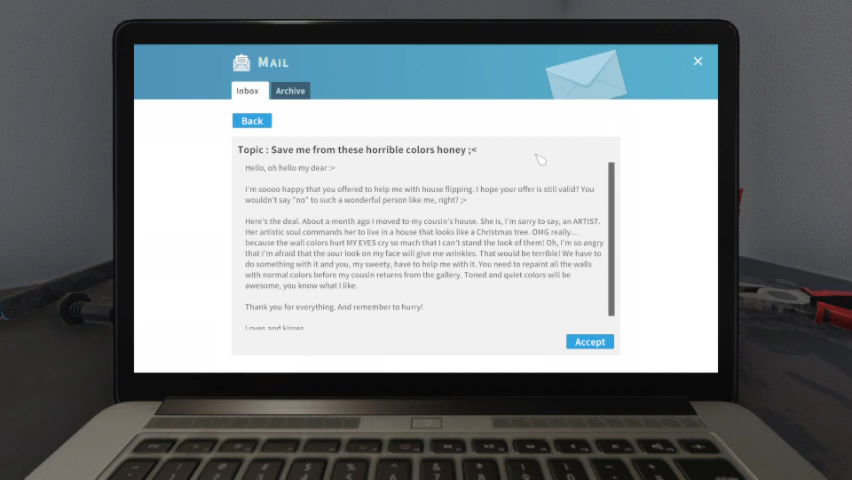 Mail
Inbox Archive
Back
Topic : Save me from these horrible colors honey ;<
Hello, oh hello my dear :>
I'm soooo happy that you offered to help me with house flipping. I hope your offer is still valid? You
wouldn't say "no" to such a wonderful person like me, right? ;>
Here's the deal. About a month ago I moved to my cousin's house. She is, I'm sorry to say, an ARTIST.
Her artistic soul commands her to live in a house that looks like a Christmas tree. OMG really...
because the wall colors hurt MY EYES cry so much that I can't stand the look of them! Oh, I'm so angry
that I'm afraid that the sour look on my face will give me wrinkles. That would be terrible! We have to
do something with it and you, my sweety, have to help me with it. You need to repaint all the walls
with normal colors before my cousin returns from the gallery. Toned and quiet colors will be
awesome, you know what I like.
Thank you for everything. And remember to hurry!
Loves and kisses
Accept